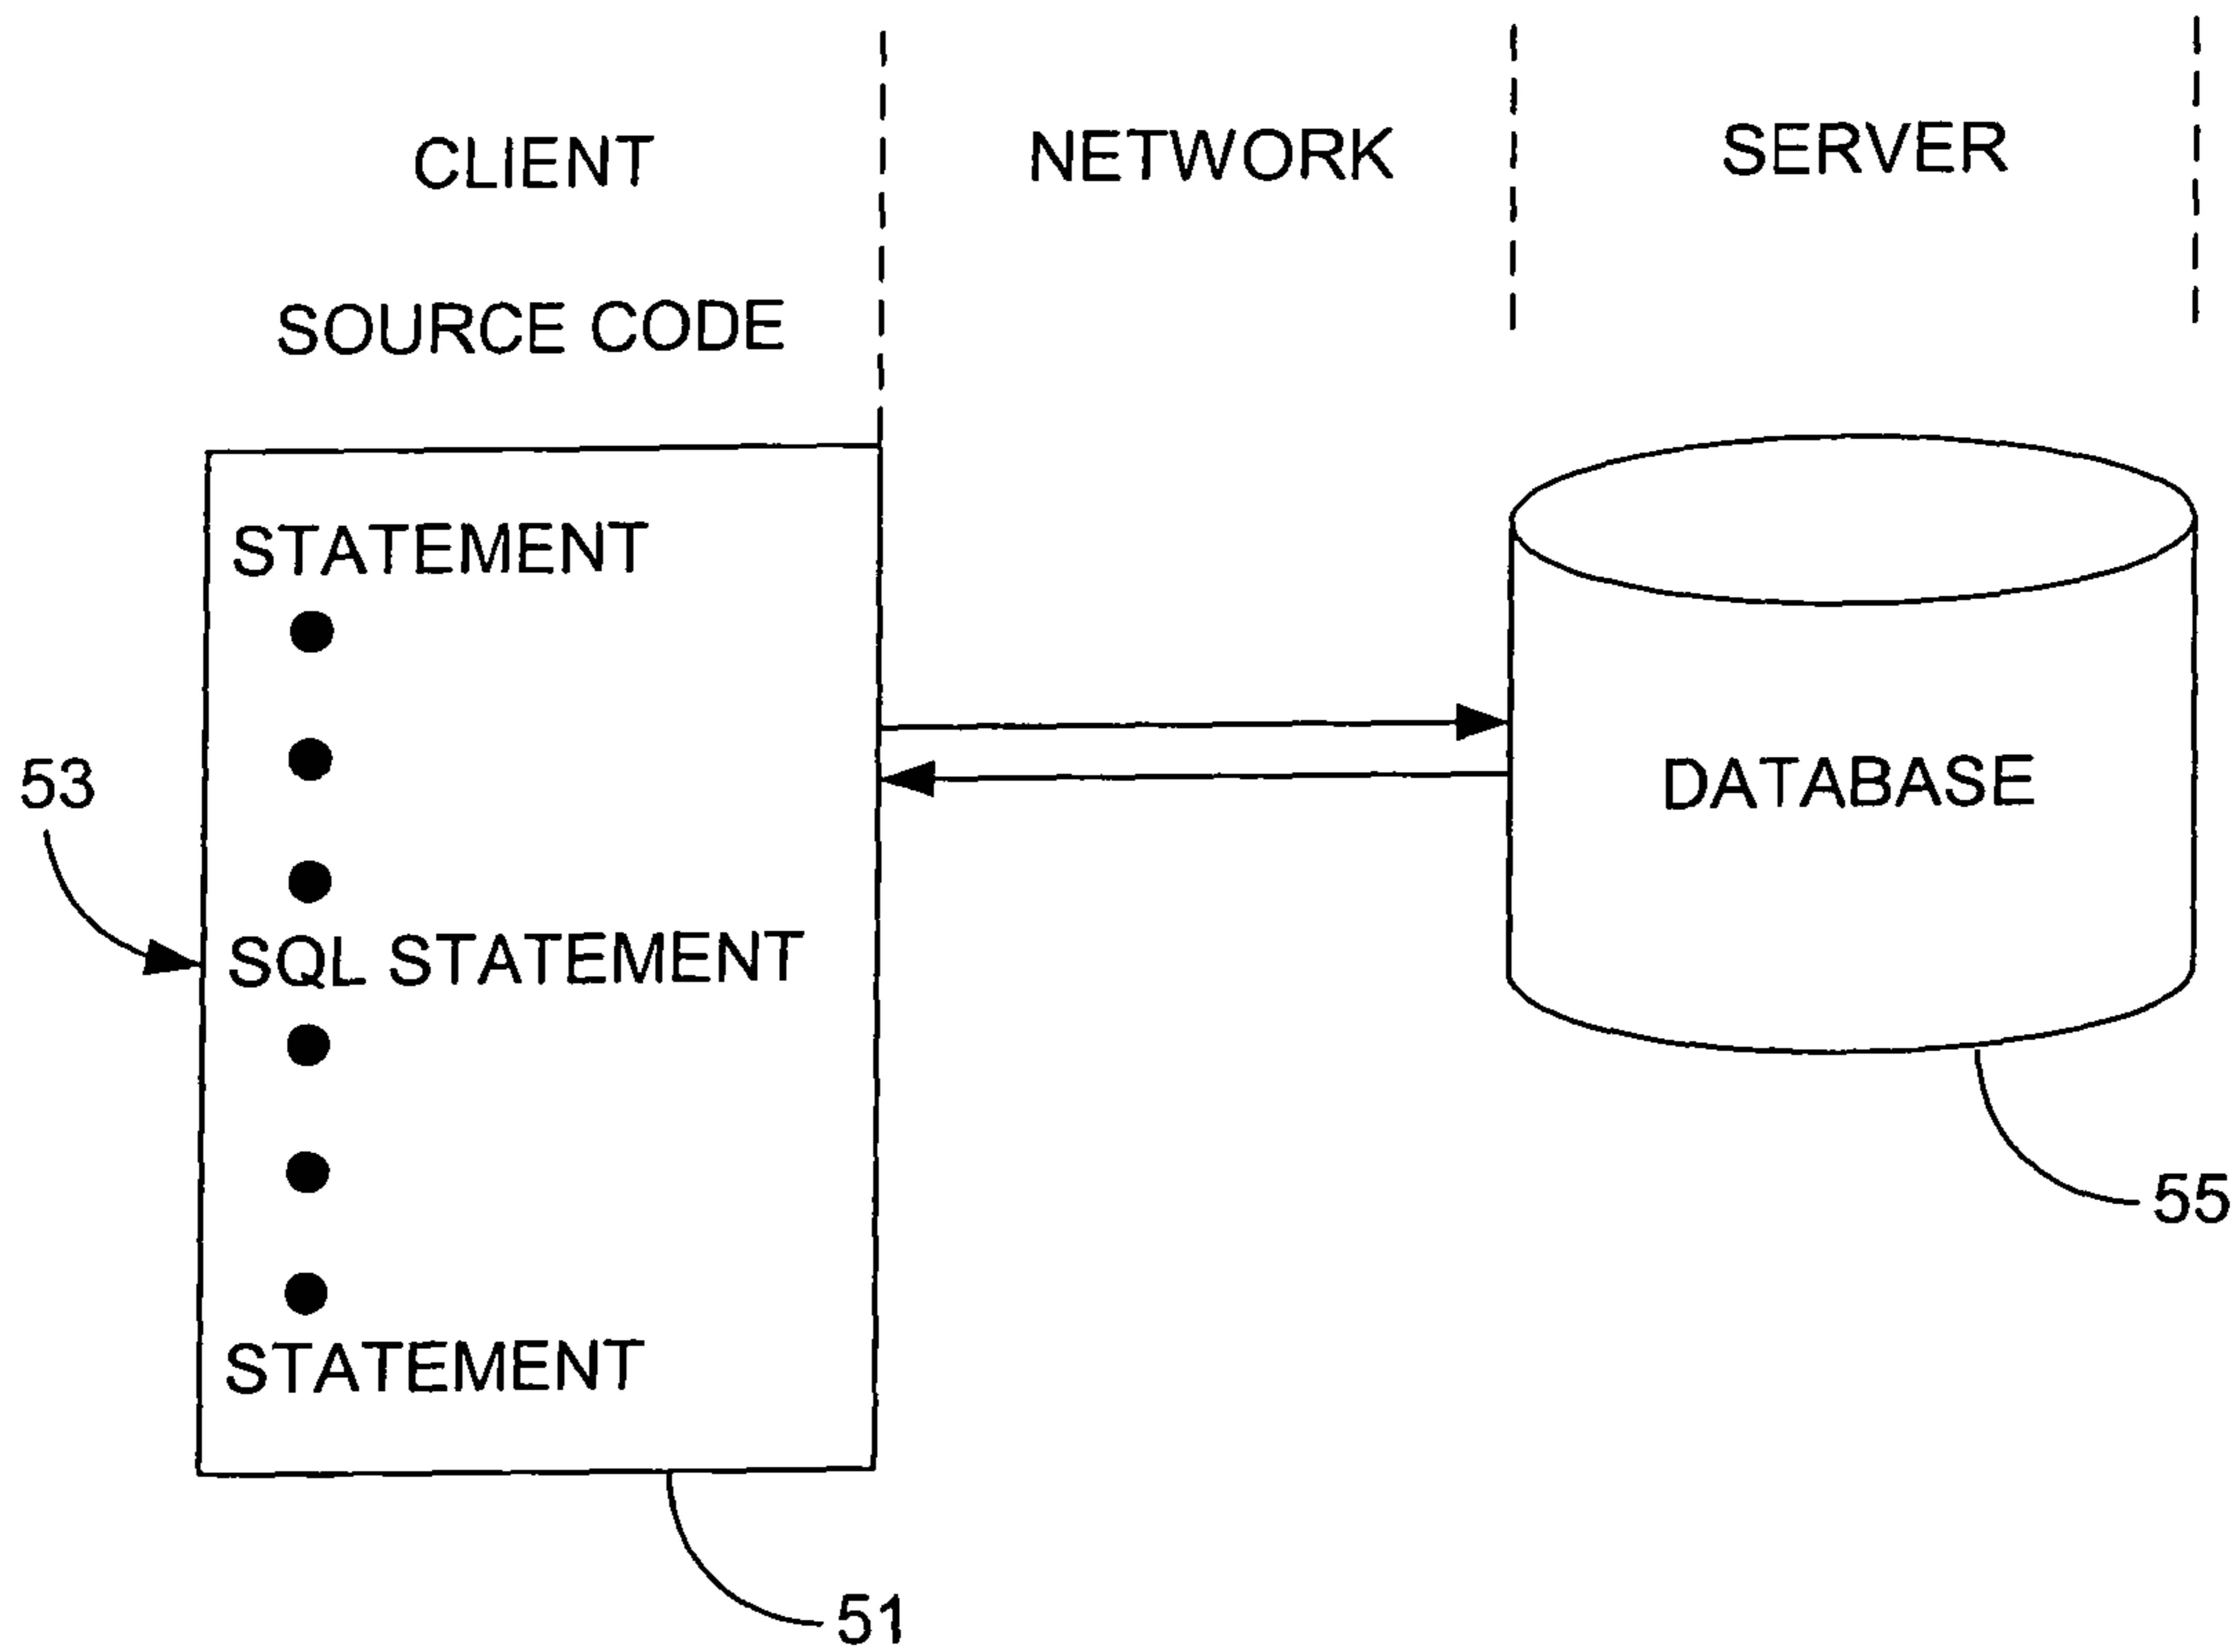 CLIENT
NETWORK
SERVER
SOURCE CODE
STATEMENT
53
DATABASE
SQL STATEMENT
55
STATEMENT
51